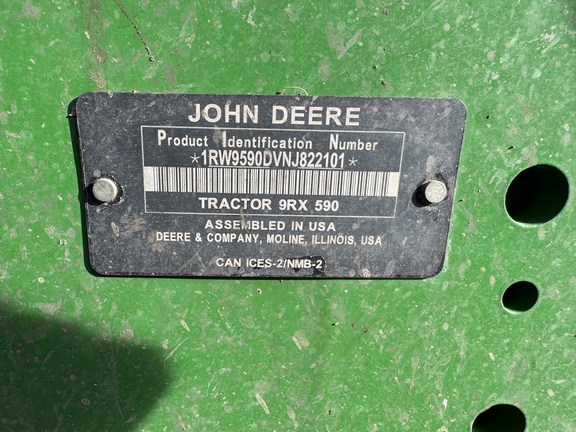 JOHN DEERE
Product Identification Number
*1RW9590DVNJ822101*
TRACTOR 9RX 590
ASSEMBLED IN USA
DEERE & COMPANY, MOLINE, ILLINOIS, USA
CAN ICES-2/NMB-2